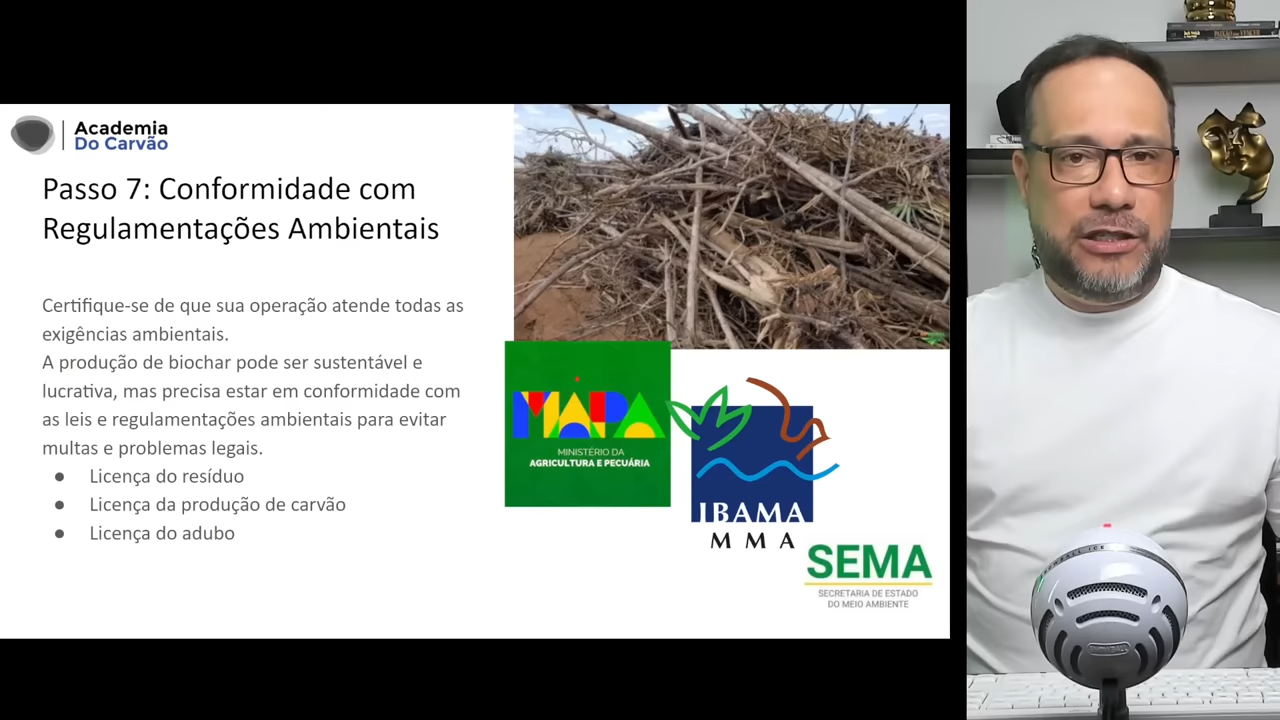 Academia
Do Carvão
Passo 7: Conformidade com
Regulamentações Ambientais
Certifique-se de que sua operação atende todas as
exigências ambientais.
A produção de biochar pode ser sustentável e
lucrativa, mas precisa estar em conformidade com
as leis e regulamentações ambientais para evitar
multas e problemas legais.
● Licença do resíduo
● Licença da produção de carvão
● Licença do adubo
MAPA
MINISTÉRIO DA
AGRICULTURA E PECUÁRIA
IBAMA
MMA
SEMA
SECRETARIA DE ESTADO
DO MEIO AMBIENTE